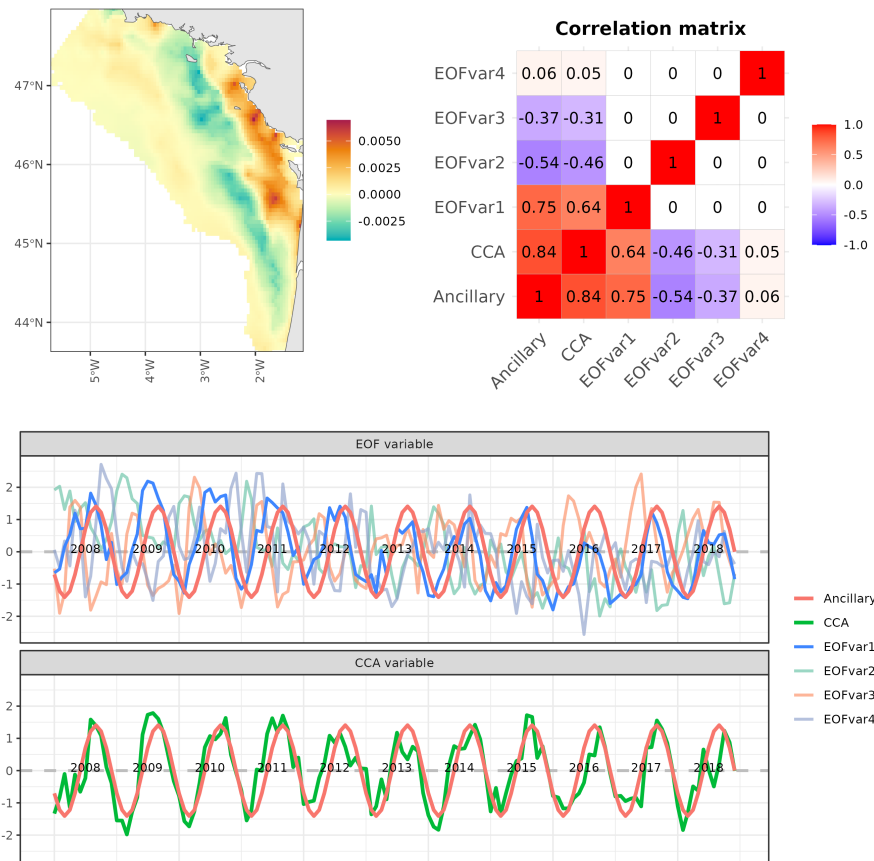 47°N
46°N
45°N
44°N
5°W
4°W
3°W
2°W
0.0050
0.0025
0.0000
-0.0025
Correlation matrix
EOFvar4 0.06 0.05 0 0 0 1
EOFvar3 -0.37 -0.31 0 0 1 0
EOFvar2 -0.54 -0.46 0 1 0 0
EOFvar1 0.75 0.64 1 0 0 0
CCA 0.84 1 0.64 -0.46 -0.31 0.05
Ancillary 1 0.84 0.75 -0.54 -0.37 0.06
Ancillary
CCA
EOFvar1
EOFvar2
EOFvar3
EOFvar4
1.0
0.5
0.0
-0.5
-1.0
EOF variable
2
1
0
-1
-2
2008 2009 2010 2011 2012 2013 2014 2015 2016 2017 2018
CCA variable
2
1
0
-1
-2
2008 2009 2010 2011 2012 2013 2014 2015 2016 2017 2018
Ancillary
CCA
EOFvar1
EOFvar2
EOFvar3
EOFvar4